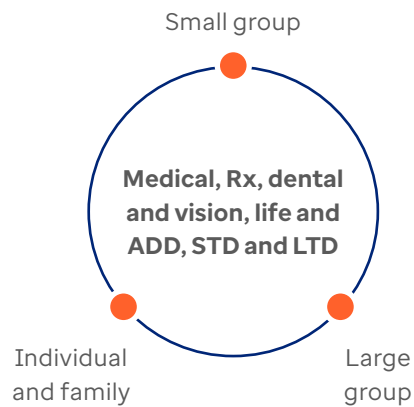 Small group
Medical, Rx, dental
and vision, life and
ADD, STD and LTD
Individual
and family
Large
group